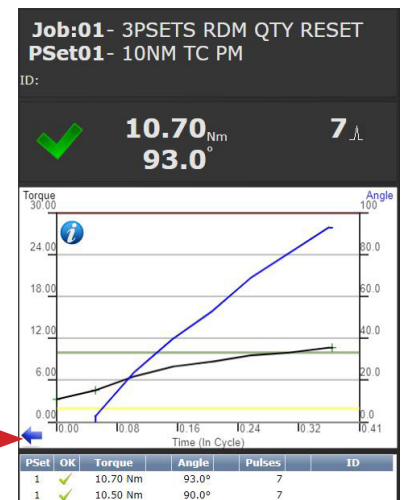 Job:01- 3PSETS RDM QTY RESET
PSet01- 10NM TC PM
ID:
10.70 Nm 7
93.0°
Torque Angle
30.00 100
24.00 80.0
18.00 60.0
12.00 40.0
6.00 20.0
0.00 0.0
0.00 0.08 0.16 0.24 0.32 0.41
Time (In Cycle)
PSet OK Torque Angle Pulses ID
1 10.70 Nm 93.0° 7
1 10.50 Nm 90.0° 7